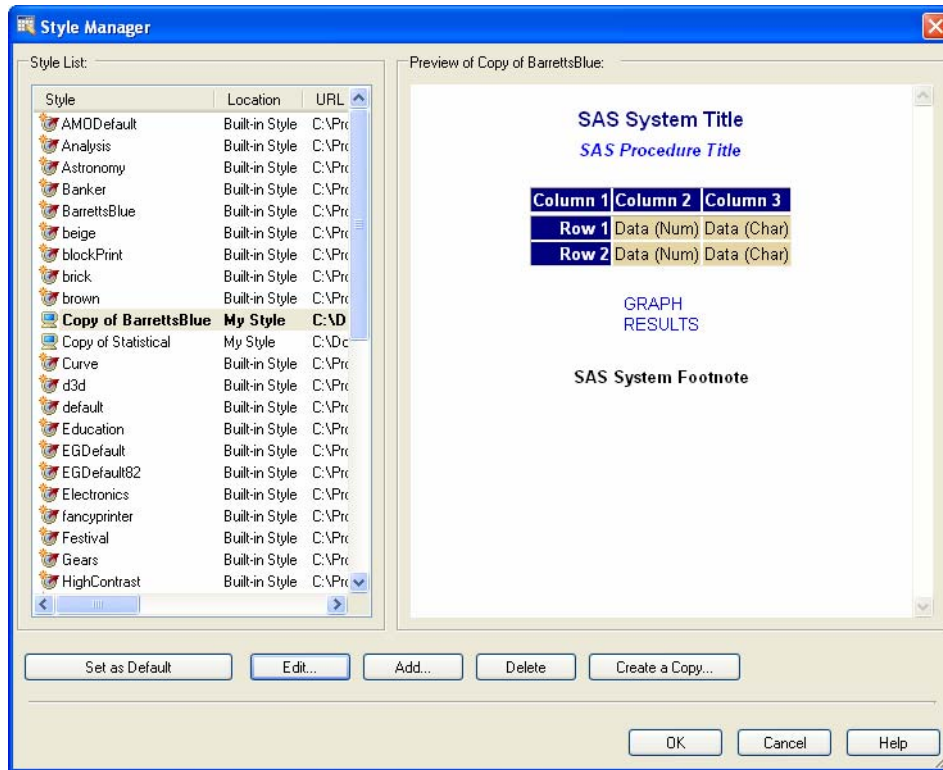 Style Manager
Style List:
Style Location URL
AMODefault Built-in Style C:\Pro
Analysis Built-in Style C:\Pro
Astronomy Built-in Style C:\Pro
Banker Built-in Style C:\Pro
BarrettsBlue Built-in Style C:\Pro
beige Built-in Style C:\Pro
blockPrint Built-in Style C:\Pro
brick Built-in Style C:\Pro
brown Built-in Style C:\Pro
Copy of BarrettsBlue My Style C:\D
Copy of Statistical My Style C:\Dc
Curve Built-in Style C:\Pro
d3d Built-in Style C:\Pro
default Built-in Style C:\Pro
Education Built-in Style C:\Pro
EGDefault Built-in Style C:\Pro
EGDefault82 Built-in Style C:\Pro
Electronics Built-in Style C:\Pro
fancyprinter Built-in Style C:\Pro
Festival Built-in Style C:\Pro
Gears Built-in Style C:\Pro
HighContrast Built-in Style C:\Pro
Preview of Copy of BarrettsBlue:
SAS System Title
SAS Procedure Title
Column 1 Column 2 Column 3
Row 1 Data (Num) Data (Char)
Row 2 Data (Num) Data (Char)
GRAPH
RESULTS
SAS System Footnote
Set as Default Edit... Add... Delete Create a Copy...
OK Cancel Help